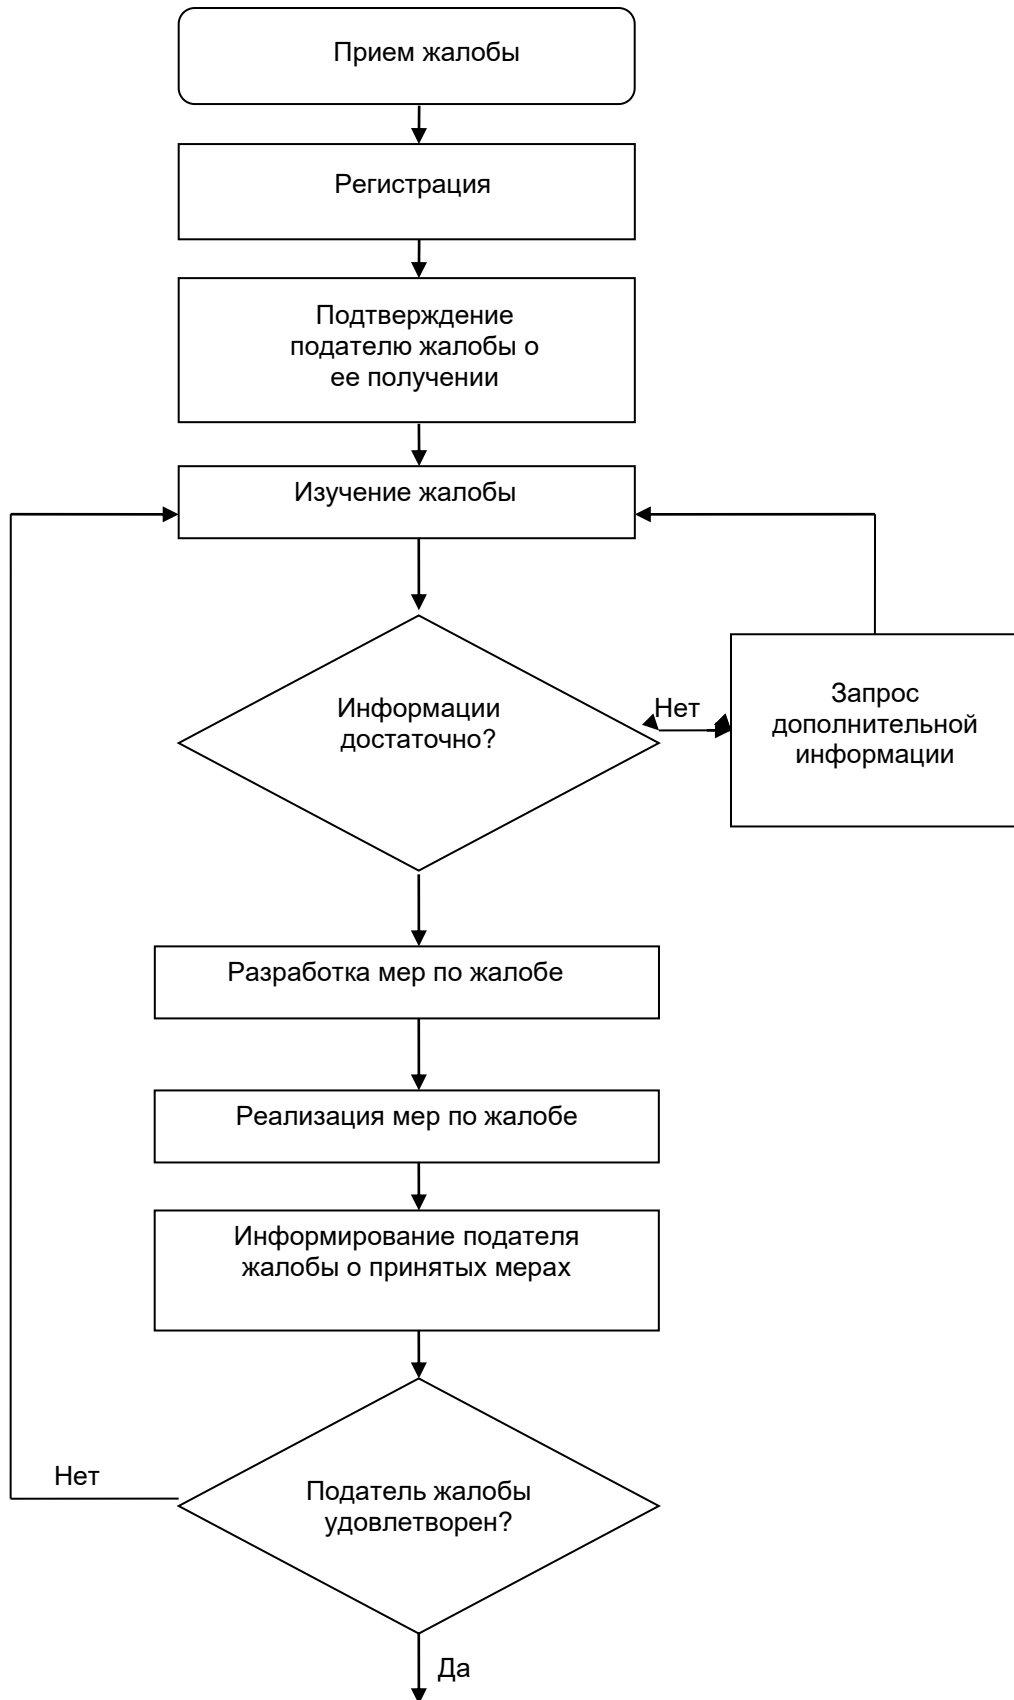 Прием жалобы
Регистрация
Подтверждение
подателю жалобы о
ее получении
Изучение жалобы
Информации
достаточно?
Нет
Запрос
дополнительной
информации
Разработка мер по жалобе
Реализация мер по жалобе
Информирование подателя
жалобы о принятых мерах
Нет
Податель жалобы
удовлетворен?
Да